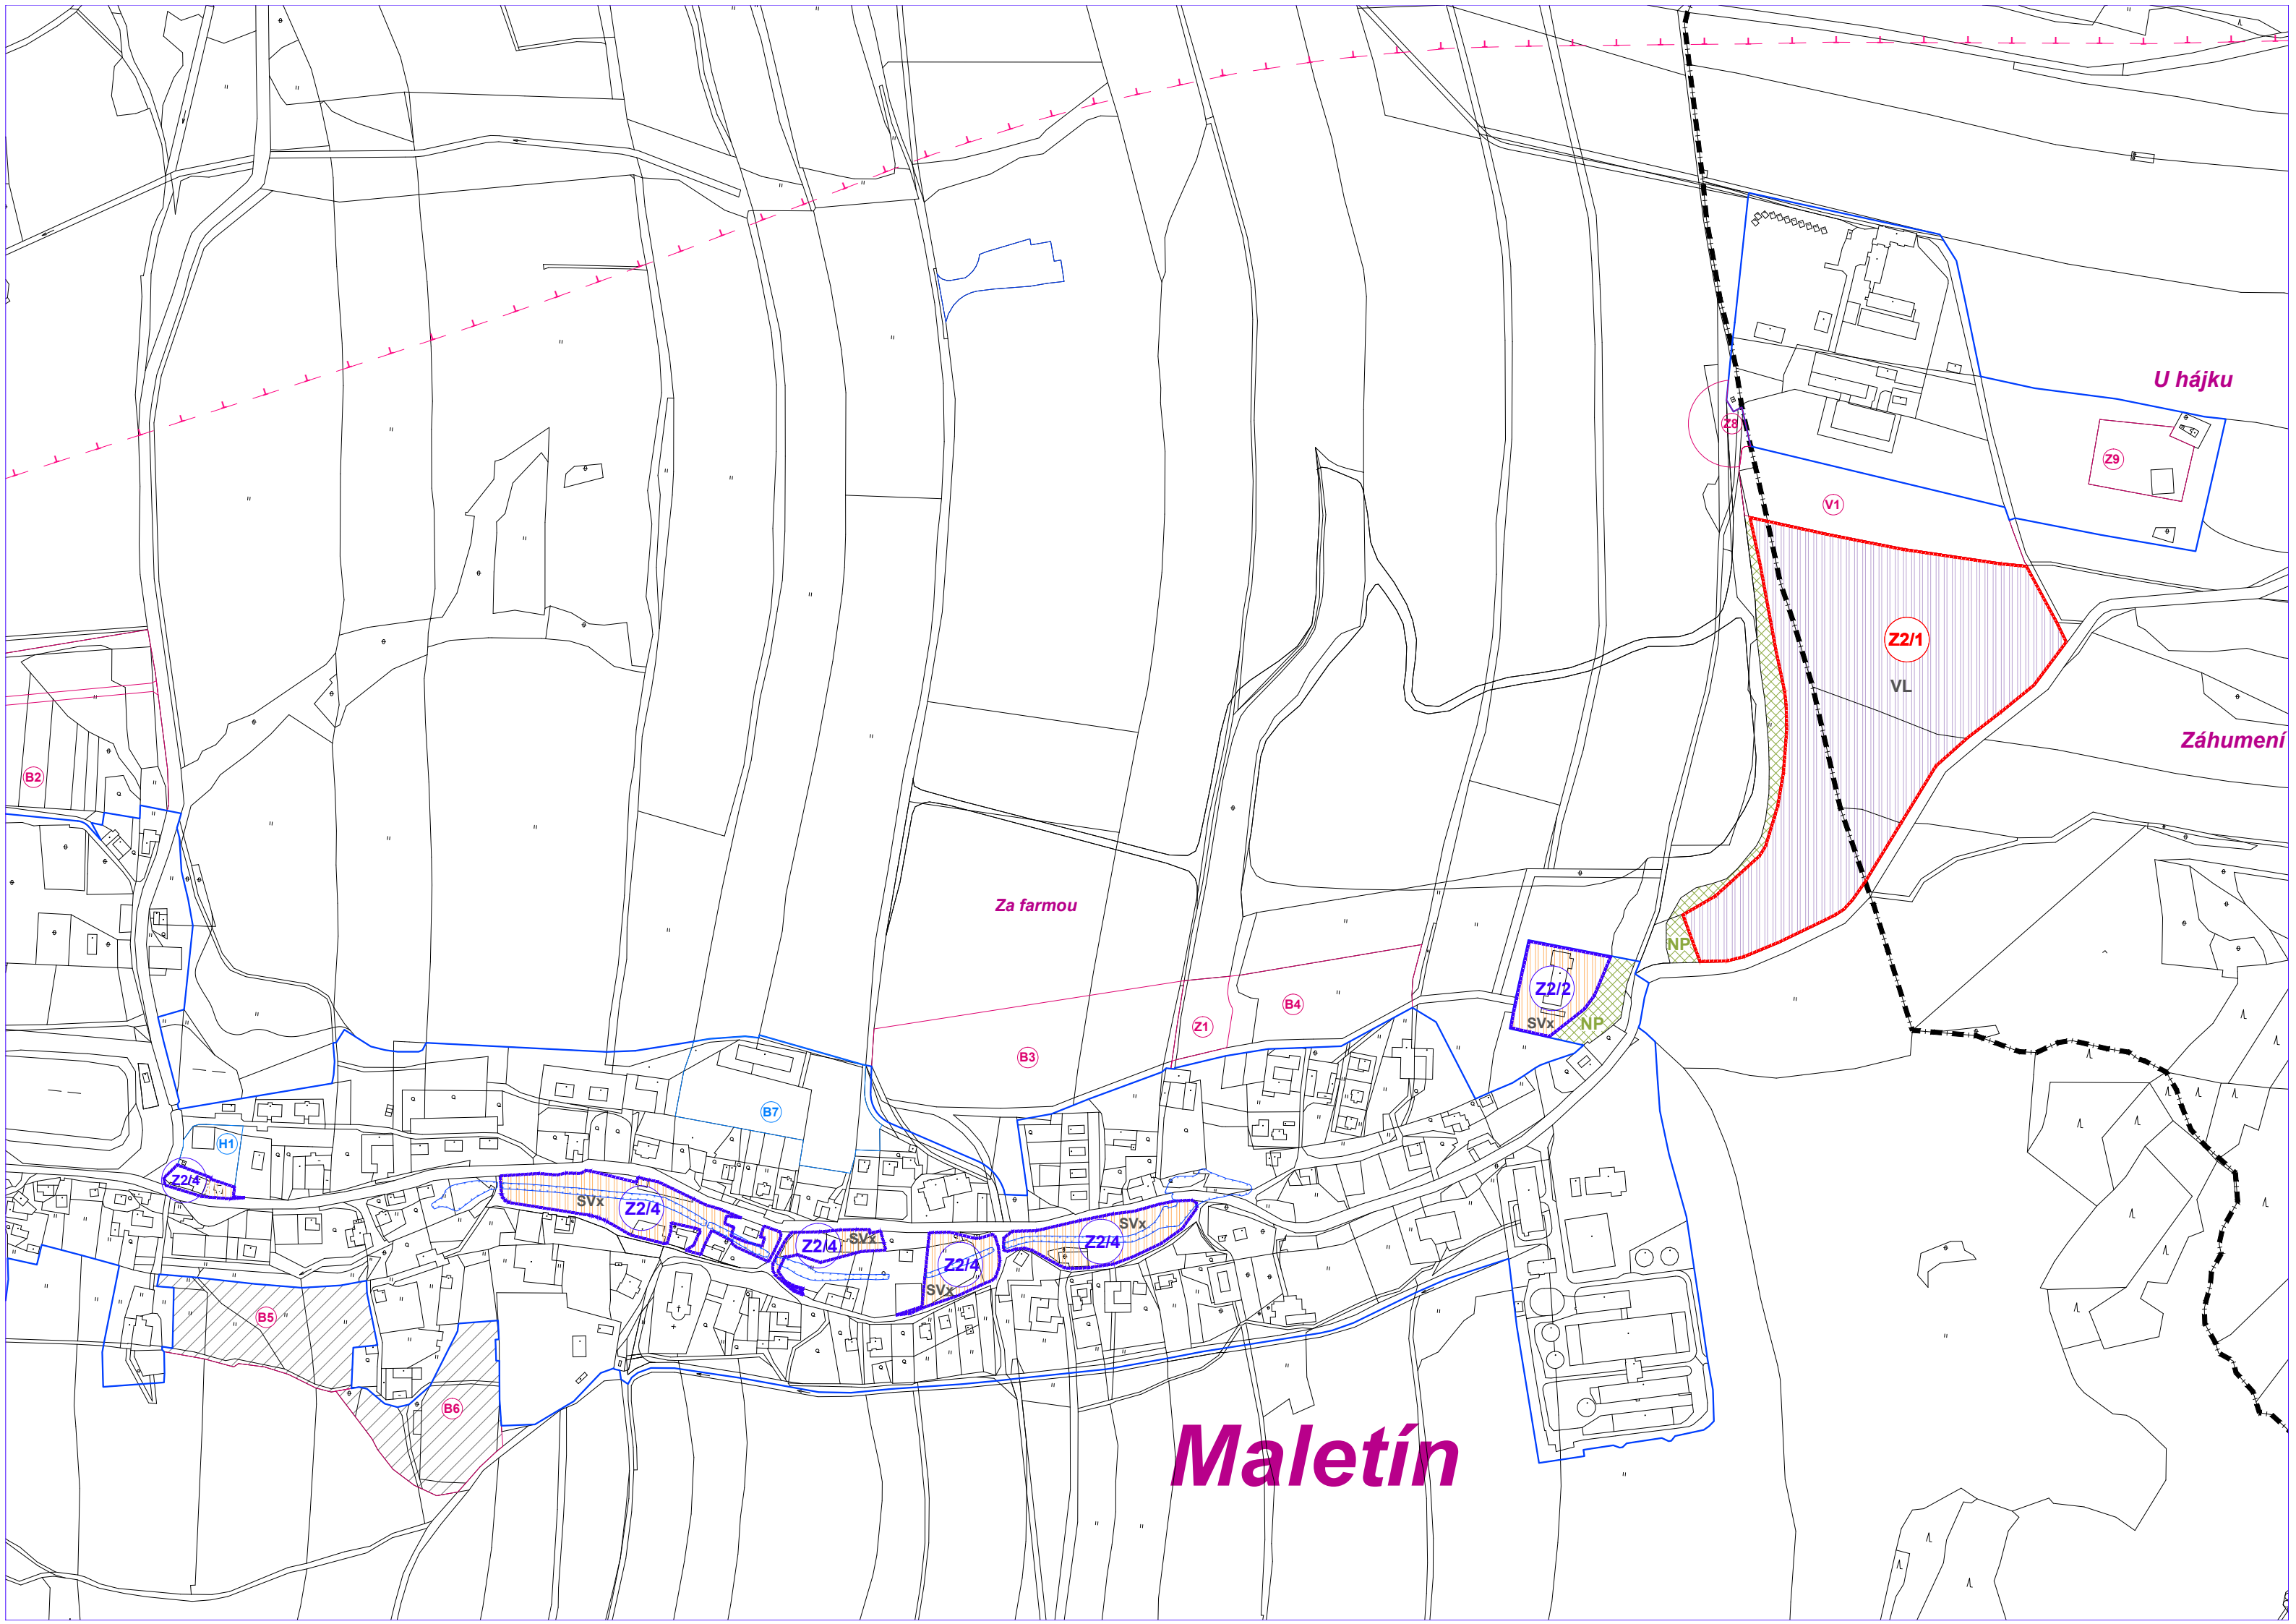 U hájku
Z8
Z9
V1
Z2/1
VL
Záhumení
B2
Za farmou
NP
Z2/2
SVx
NP
B4
Z1
B3
B7
H1
Z2/4
SVx
Z2/4
Z2/4
SVx
Z2/4
SVx
SVx
Z2/4
B5
B6
Maletín